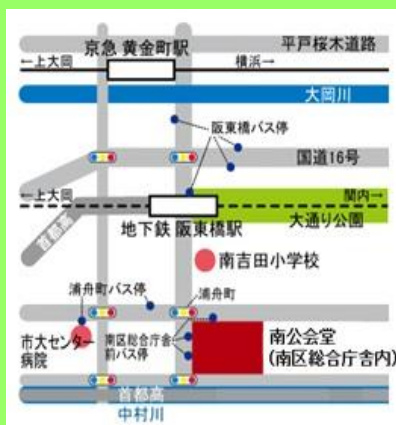 平戸桜木道路
京急 黄金町駅
←上大岡
横浜→
大岡川
阪東橋バス停
国道16号
←上大岡
関内→
大通り公園
首都高
地下鉄 阪東橋駅
南吉田小学校
浦舟町バス停
浦舟町
市大センター
病院
南区総合庁舎
前バス停
南公会堂
(南区総合庁舎内)
首都高
中村川